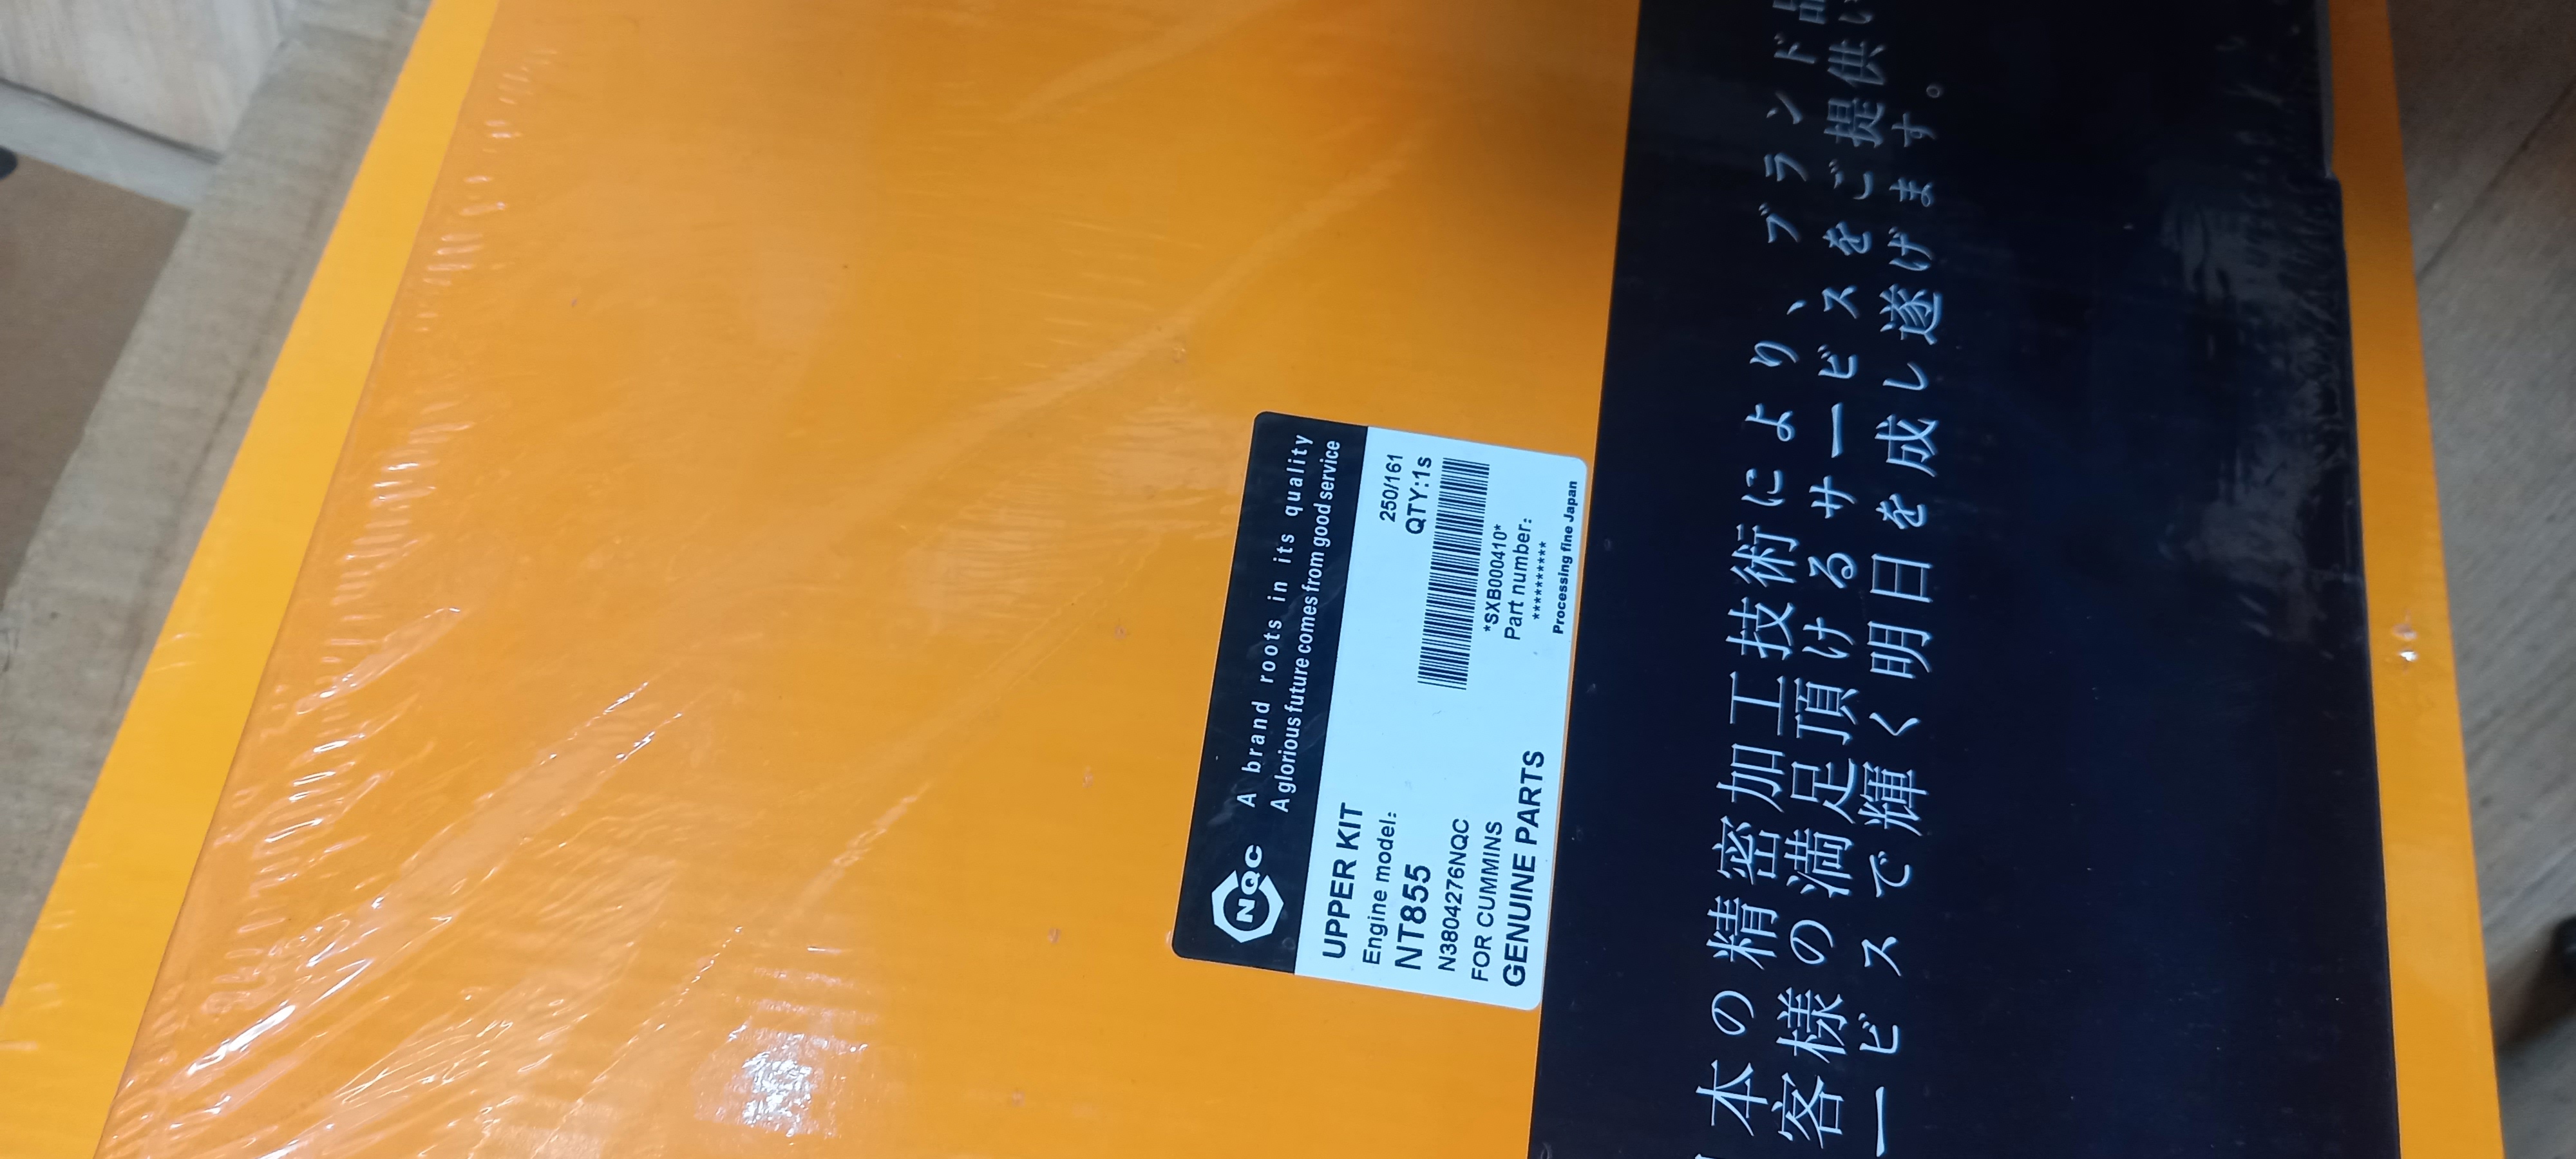 NQC
A brand roots in its quality
A glorious future comes from good service
UPPER KIT
250/161
Engine model:
QTY:1s
NT855
N3804276NQC
*SXB000410*
FOR CUMMINS
Part number:
GENUINE PARTS
**********
Processing fine Japan
本の精密加工技術により、ブランド品
客様の満足頂けるサービスをご提供い
ービスで輝く明日を成し遂げます。